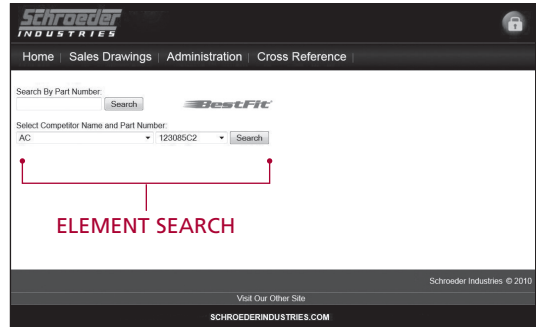 Schroeder
INDUSTRIES
Home | Sales Drawings | Administration | Cross Reference |
Search By Part Number:
Search
BestFit
Select Competitor Name and Part Number:
AC 123085C2 Search
ELEMENT SEARCH
Schroeder Industries © 2010
Visit Our Other Site
SCHROEDERINDUSTRIES.COM